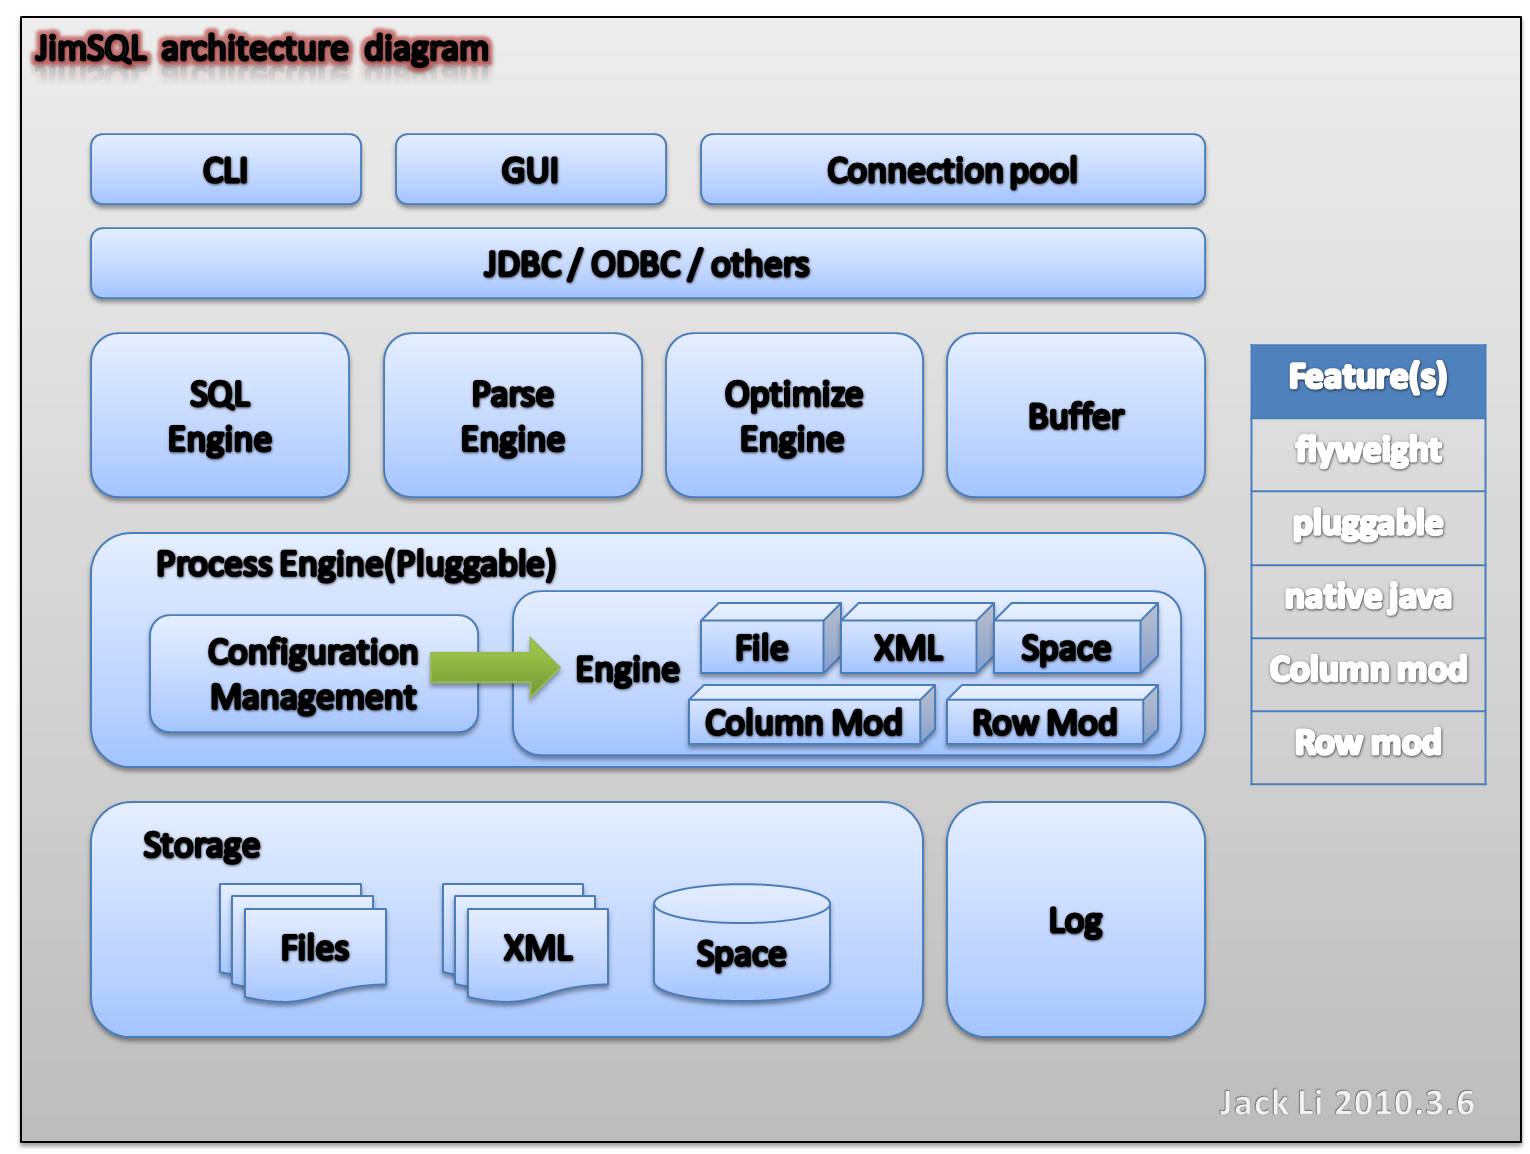 JimSQL architecture diagram
CLI
GUI
Connection pool
JDBC / ODBC / others
SQL
Engine
Parse
Engine
Optimize
Engine
Buffer
Feature(s)
flyweight
pluggable
native java
Column mod
Row mod
Process Engine(Pluggable)
Configuration
Management
Engine
File
XML
Space
Column Mod
Row Mod
Storage
Files
XML
Space
Log
Jack Li 2010.3.6